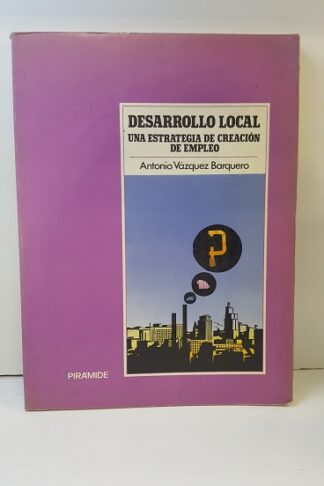 DESARROLLO LOCAL
UNA ESTRATEGIA DE CREACIÓN
DE EMPLEO
Antonio Vázquez Barquero
PIRAMIDE